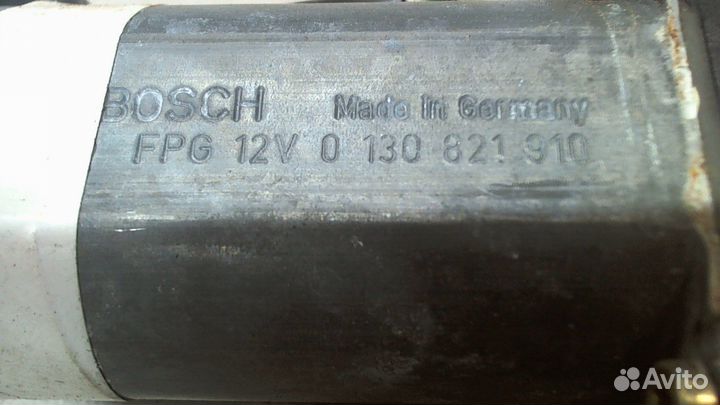 BOSCH Made in Germany
FPG 12V 0 130 821 910
Avito